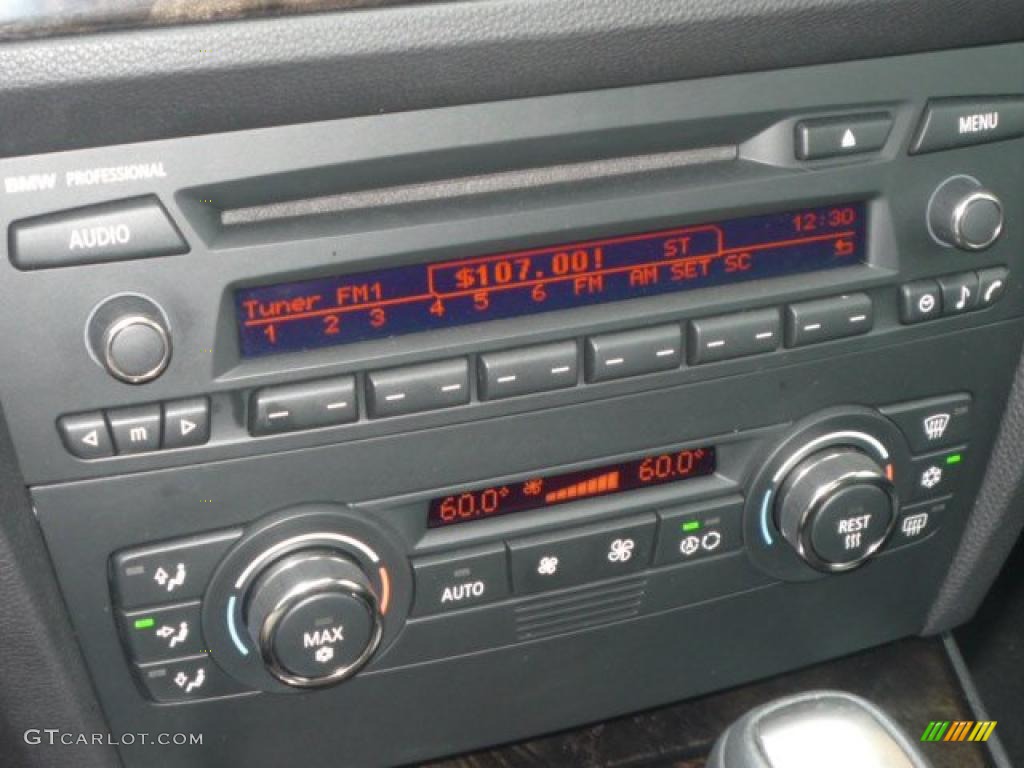 BMW PROFESSIONAL
MENU
AUDIO
12:30
Tuner FM1 $107.00! ST
1 2 3 4 5 6 FM AM SET SC
m
60.0° 60.0°
REST
AUTO
MAX
GTCARLOT.COM